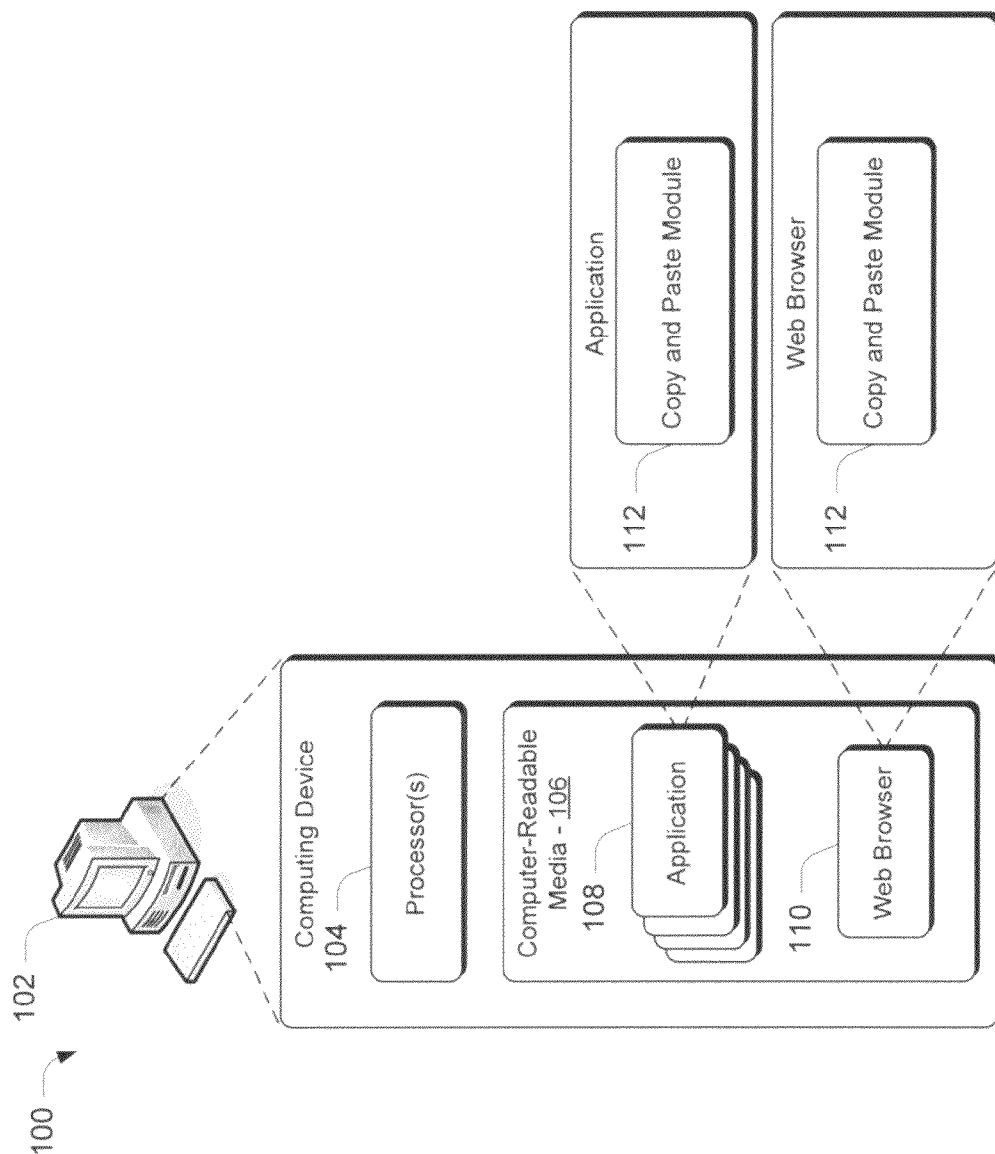 100
102
Computing Device
104
Processor(s)
Computer-Readable
Media - 106
108
Application
110
Web Browser
Application
112
Copy and Paste Module
Web Browser
112
Copy and Paste Module